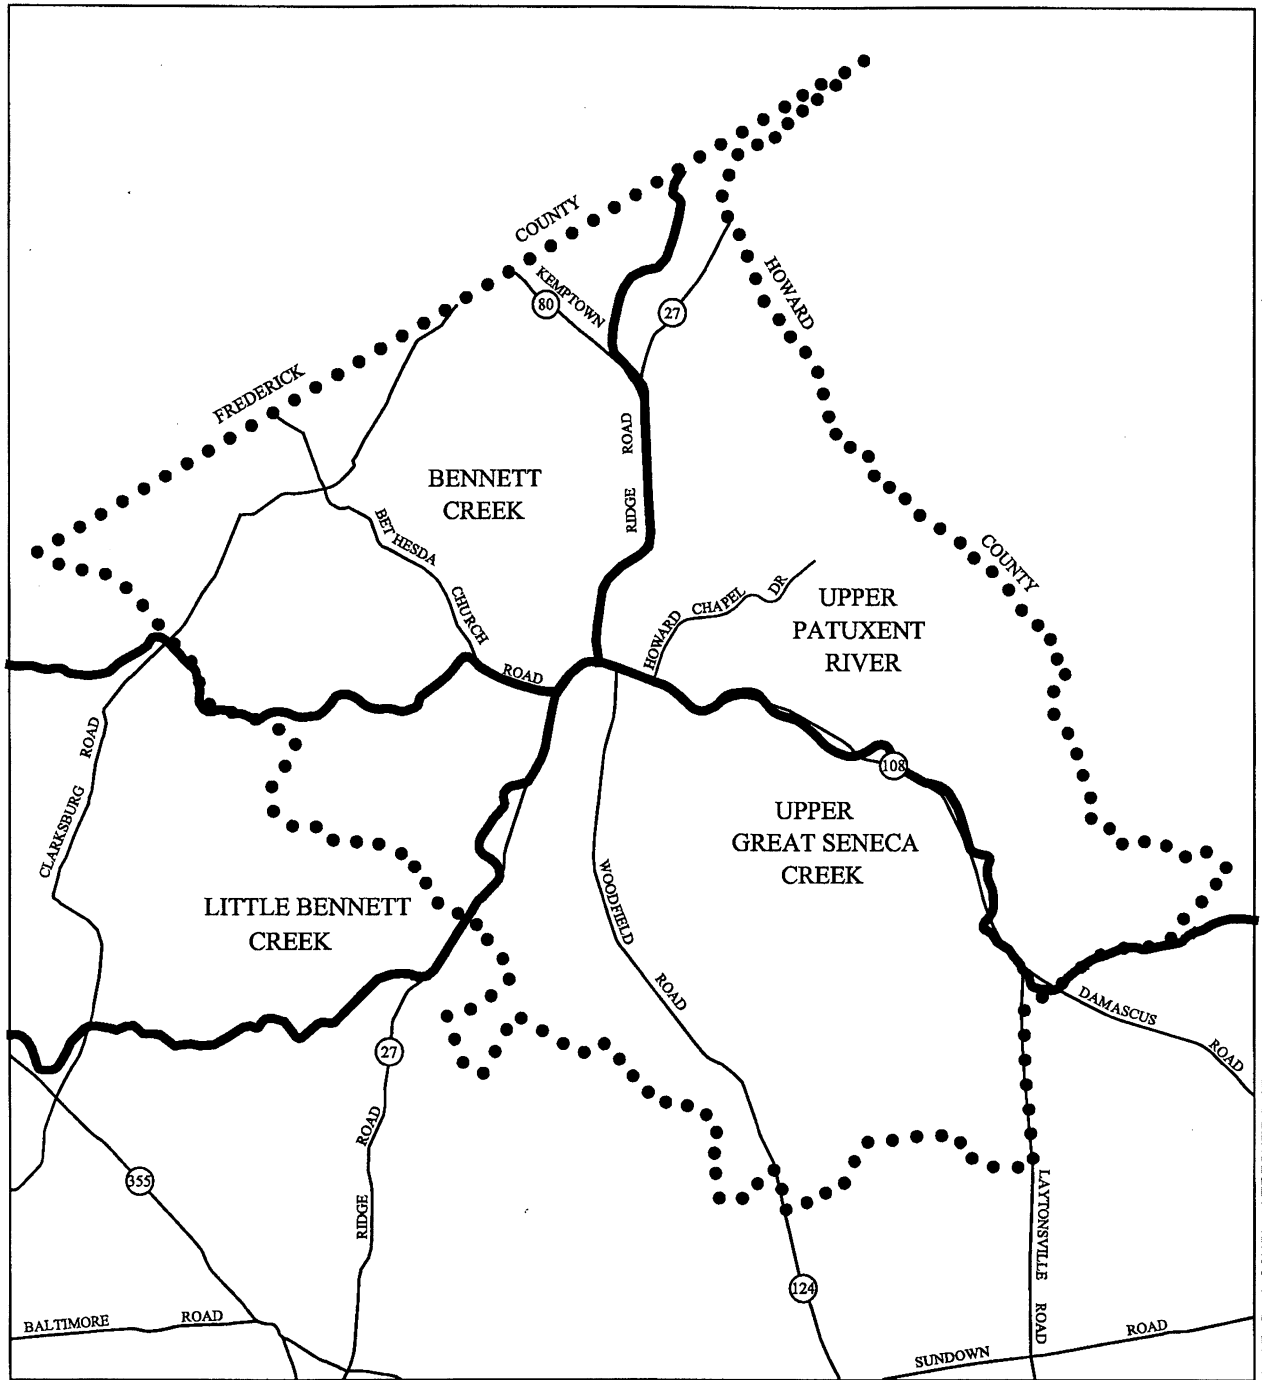 COUNTY
KEMPTOWN
80
27
HOWARD
FREDERICK
ROAD
BENNETT
CREEK
RIDGE
BETHESDA
COUNTY
CHURCH
HOWARD CHAPEL DR
UPPER
PATUXENT
RIVER
ROAD
ROAD
108
CLARKSBURG
UPPER
GREAT SENECA
CREEK
WOODFIELD
LITTLE BENNETT
CREEK
ROAD
DAMASCUS
ROAD
27
ROAD
355
RIDGE
LAYTONSVILLE
124
BALTIMORE ROAD
ROAD
SUNDOWN ROAD